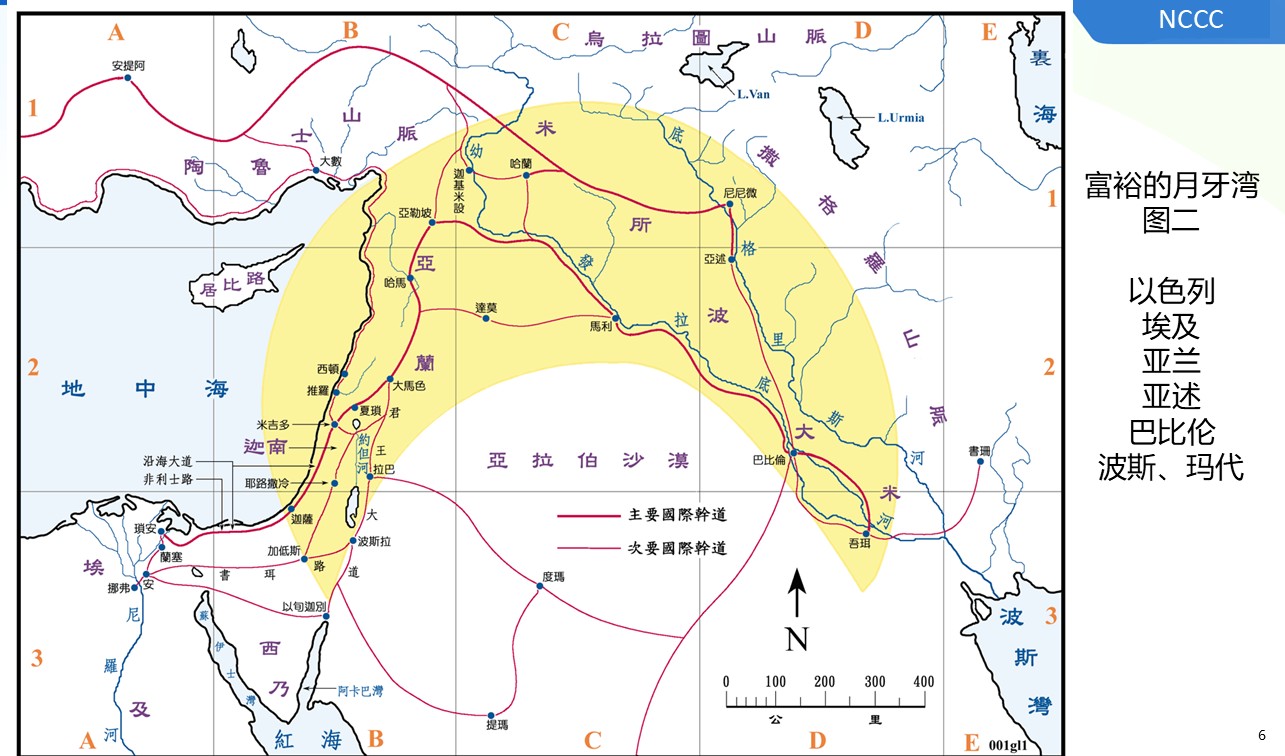 NCCC
A
B
C
D
E
烏拉圖山脈
裏海
安提阿
L.Van
L.Urmia
1
士
山
脈
陶
魯
大數
米
幼
底
撒
格
羅
山
脈
迦基米設
哈蘭
尼尼微
1
亞勒坡
所
亞
哈馬
發
亞述
格
居比路
達莫
馬利
拉
波
里
2
地中海
西頓
推羅
蘭
大馬色
底
2
夏瑣
君
米吉多
斯
迦南
約但河
王
大
沿海大道
拉巴
亞拉伯沙漠
巴比倫
河
書珊
非利士路
耶路撒冷
米
迦薩
大
主要國際幹道
河
瑣安
波斯拉
次要國際幹道
吾珥
蘭塞
加低斯
埃
書
珥
路
道
挪弗
安
度瑪
以旬迦別
尼
蘇
波
3
N
西
伊
3
羅
士
斯
乃
阿卡巴灣
0 100 200 300 400
及
灣
提瑪
公
里
灣
河
紅海
A
B
C
D
E
001gl1
富裕的月牙湾
图二
以色列
埃及
亚兰
亚述
巴比伦
波斯、玛代
6